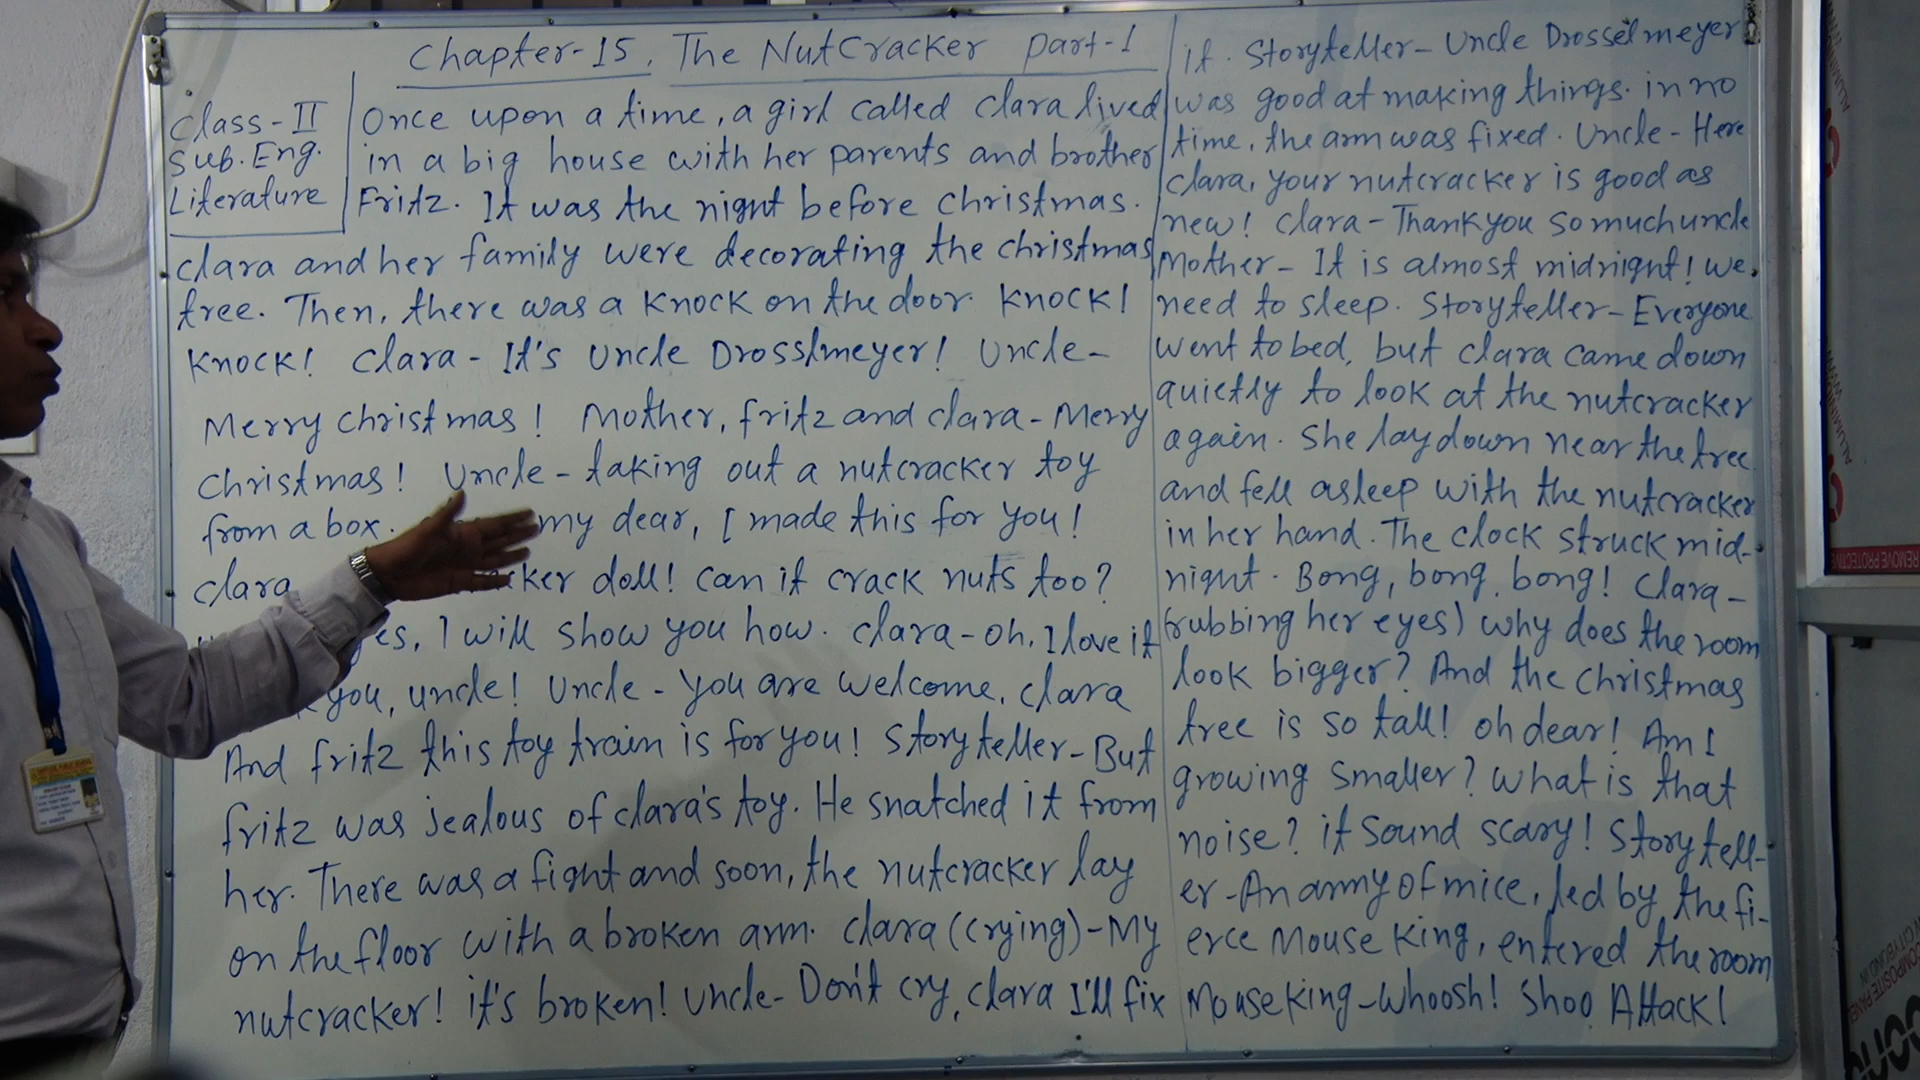 Chapter-15. The NutCracker Part-1
Class-II
Sub. Eng.
Literature
Once upon a time, a girl called Clara lived
in a big house with her parents and brother
Fritz. It was the night before christmas.
Clara and her family were decorating the christmas
tree. Then, there was a knock on the door. Knock!
Knock! Clara - It's Uncle Drosslmeyer! Uncle-
Merry christmas! Mother, fritz and clara - Merry
christmas! Uncle - taking out a nutcracker toy
from a box. my dear, I made this for you!
Clara cker doll! Can it crack nuts too?
es, I will show you how. Clara - oh, I love it
you, uncle! Uncle - you are welcome, Clara
And fritz this toy train is for you! Storyteller - But
fritz was jealous of clara's toy. He snatched it from
her. There was a fight and soon, the nutcracker lay
on the floor with a broken arm. Clara (crying) - My
nutcracker! it's broken! Uncle - Don't cry, Clara I'll fix
it. Storyteller - Uncle Drosselmeyer
was good at making things. in no
time, the arm was fixed. Uncle - Here
Clara, your nutcracker is good as
new! Clara - Thank you so much uncle
Mother - It is almost midnight! we
need to sleep. Storyteller - Everyone
went to bed, but clara came down
quietly to look at the nutcracker
again. She lay down near the tree
and fell asleep with the nutcracker
in her hand. The clock struck mid-
night. Bong, bong, bong! Clara -
(rubbing her eyes) why does the room
look bigger? And the christmas
tree is so tall! oh dear! Am I
growing smaller? what is that
noise? it sound scary! Storytell-
er - An army of mice, led by the fi-
erce Mouse King, entered the room
Mouse King - whoosh! Shoo Attack!
REMOVE PROTECTIVE